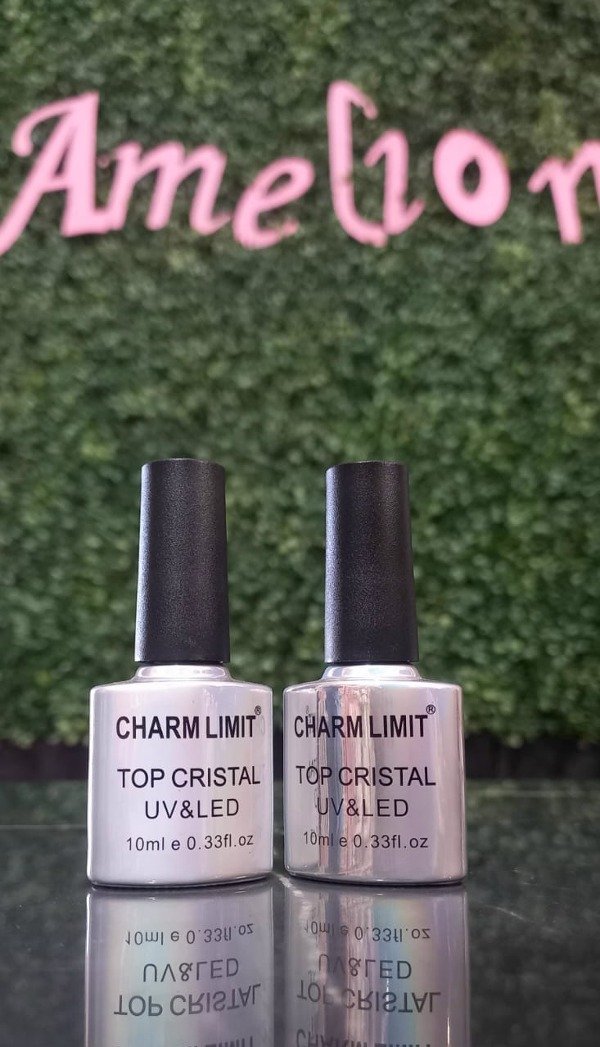 Amelion
CHARM LIMIT®
TOP CRISTAL
UV&LED
10ml e 0.33fl.oz
CHARM LIMIT®
TOP CRISTAL
UV&LED
10ml e 0.33fl.oz